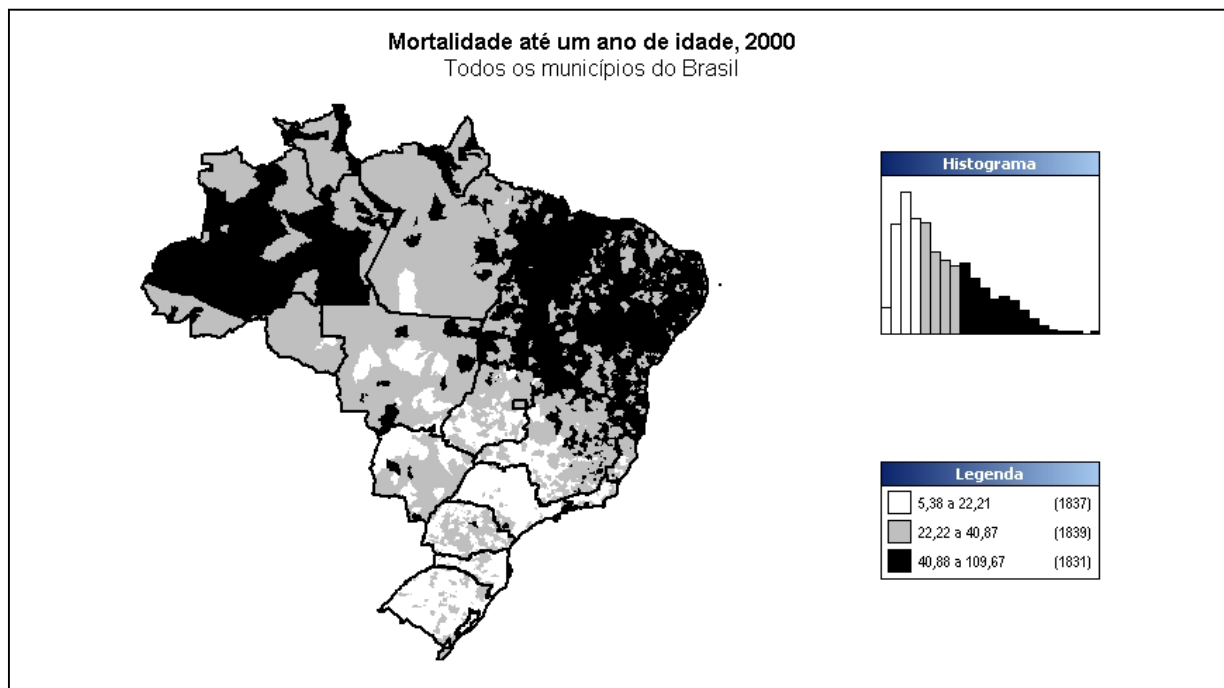 Mortalidade até um ano de idade, 2000
Todos os municípios do Brasil
Histograma
Legenda
5,38 a 22,21 (1837)
22,22 a 40,87 (1839)
40,88 a 109,67 (1831)